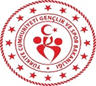 TÜRKİYE CUMHURİYETİ GENÇLİK VE SPOR BAKANLIĞI